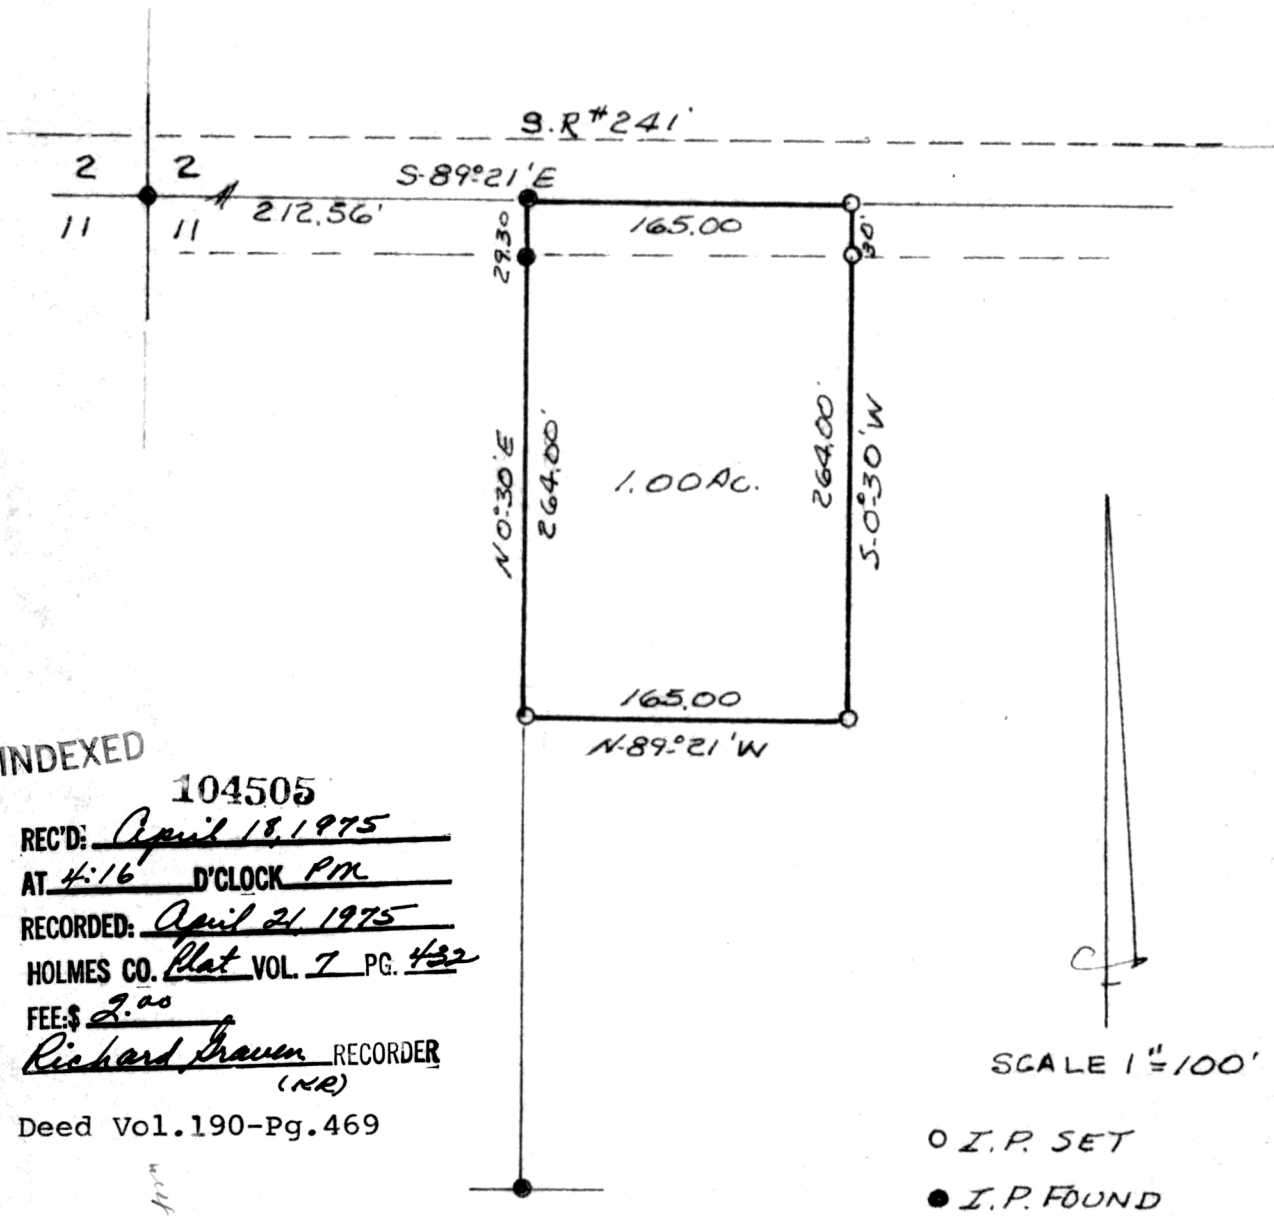 S.R #241'
2 2
S-89°21'E
11 11
212.56'
165.00
29.30
30'
N 0°30'E
264.00'
1.00 Ac.
264.00'
S-0°30'W
165.00
N-89°21'W
INDEXED
104505
REC'D: April 18, 1975
AT 4:16 O'CLOCK PM
RECORDED: April 21, 1975
HOLMES CO. Plat VOL. 7 PG. 432
FEE:$ 2.00
Richard Graven RECORDER
Deed Vol.190-Pg.469
SCALE 1"=100'
I.P. SET
I.P. FOUND